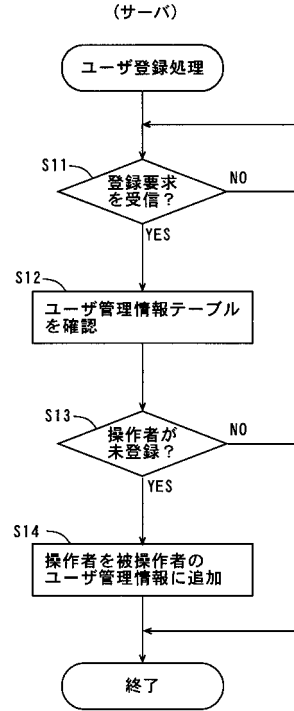 (サーバ)
ユーザ登録処理
S11
登録要求
を受信？
NO
YES
S12
ユーザ管理情報テーブル
を確認
S13
操作者が
未登録？
NO
YES
S14
操作者を被操作者の
ユーザ管理情報に追加
終了